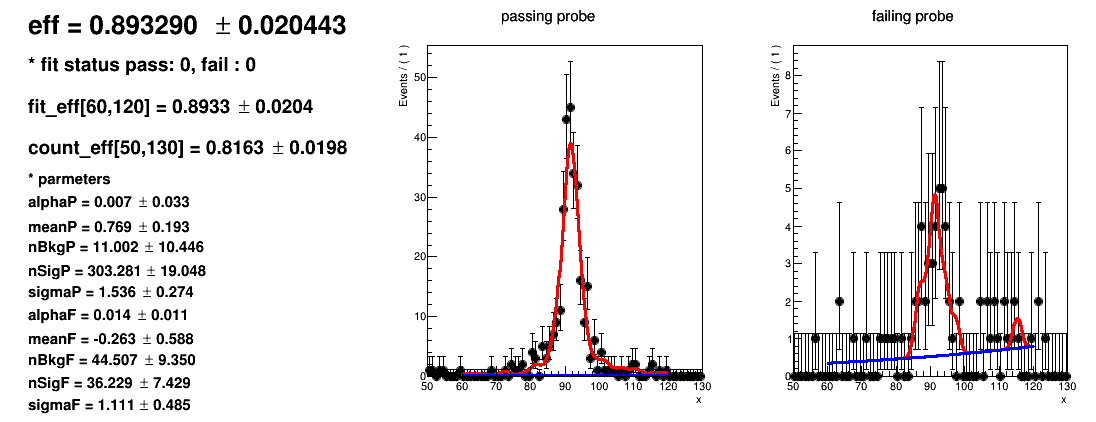 eff = 0.893290 ± 0.020443
* fit status pass: 0, fail : 0
fit_eff[60,120] = 0.8933 ± 0.0204
count_eff[50,130] = 0.8163 ± 0.0198
* parmeters
alphaP = 0.007 ± 0.033
meanP = 0.769 ± 0.193
nBkgP = 11.002 ± 10.446
nSigP = 303.281 ± 19.048
sigmaP = 1.536 ± 0.274
alphaF = 0.014 ± 0.011
meanF = -0.263 ± 0.588
nBkgF = 44.507 ± 9.350
nSigF = 36.229 ± 7.429
sigmaF = 1.111 ± 0.485
passing probe
Events / ( 1 )
50
40
30
20
10
0
50 60 70 80 90 100 110 120 130
x
failing probe
Events / ( 1 )
8
7
6
5
4
3
2
1
0
50 60 70 80 90 100 110 120 130
x